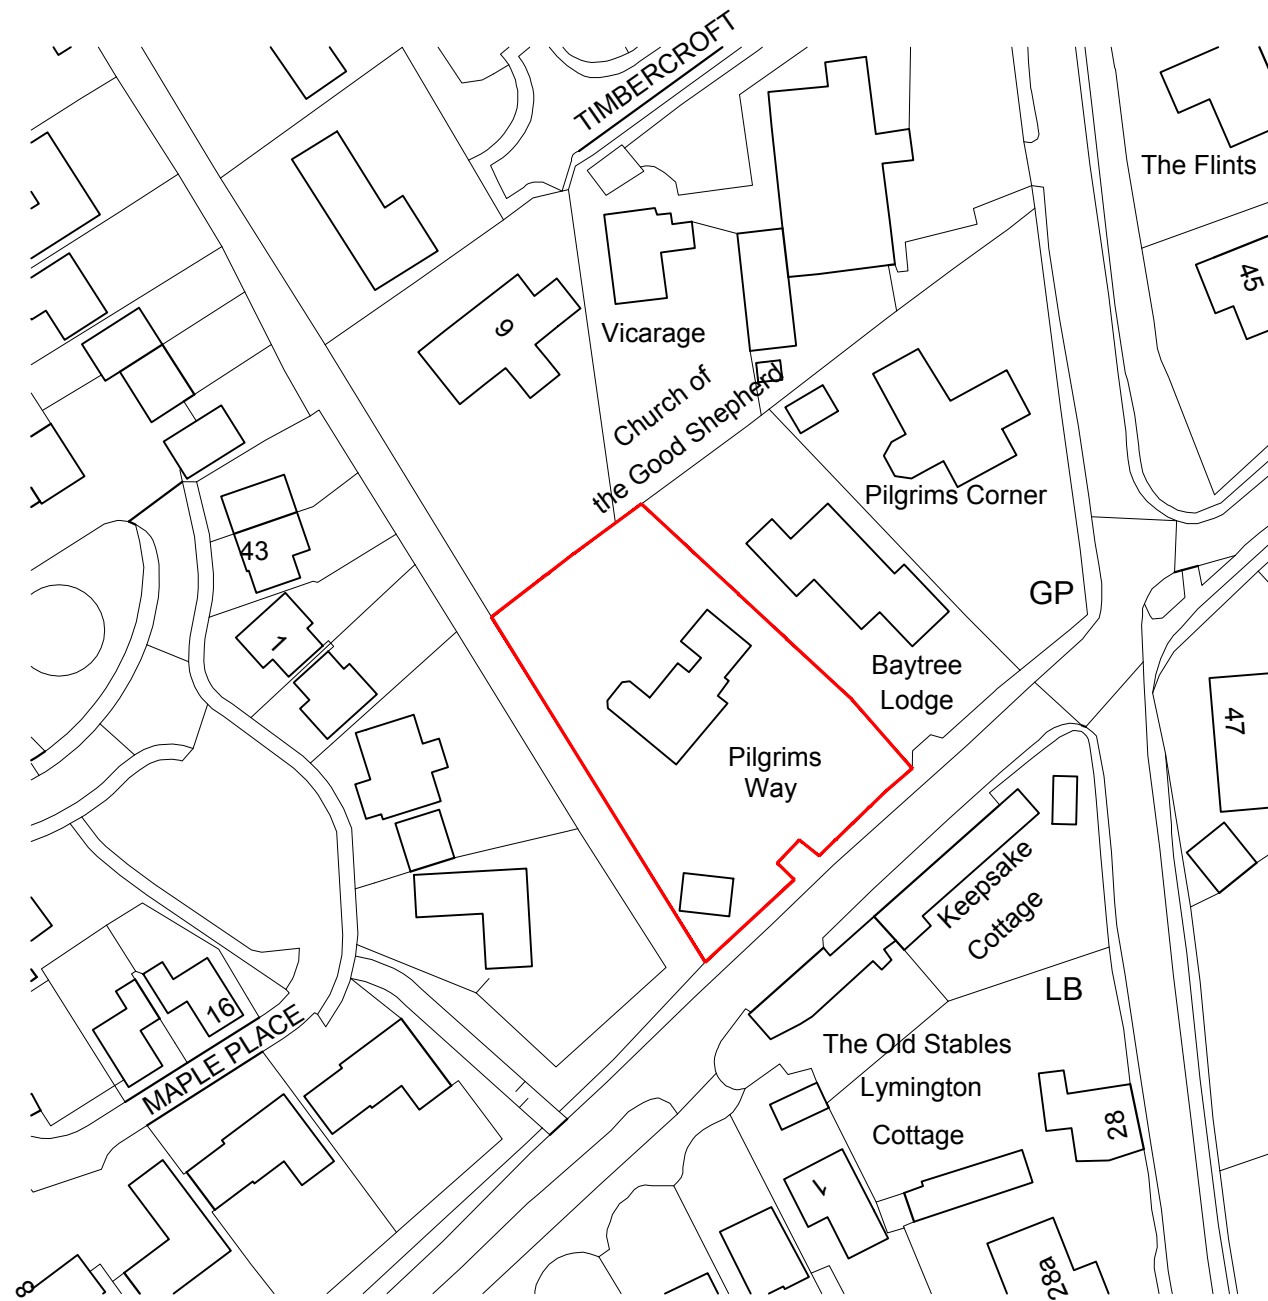 TIMBERCROFT
The Flints
45
9
Vicarage
Church of
the Good Shepherd
Pilgrims Corner
43
GP
1
Baytree
Lodge
47
Pilgrims
Way
Keepsake
Cottage
LB
16
MAPLE PLACE
The Old Stables
Lymington
Cottage
28
1
28a
8